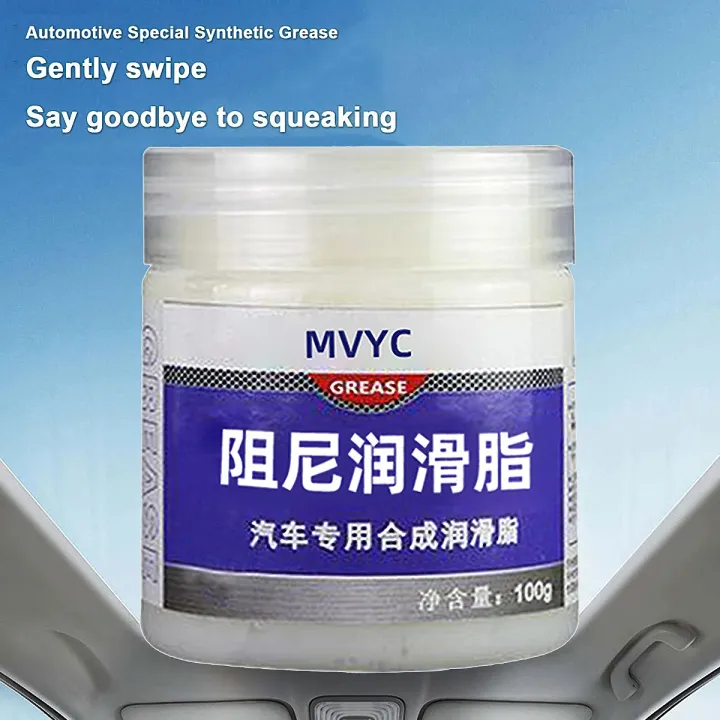 Automotive Special Synthetic Grease
Gently swipe
Say goodbye to squeaking
MVYC
GREASE
阻尼润滑脂
汽车专用合成润滑脂
净含量：100g
GREASE